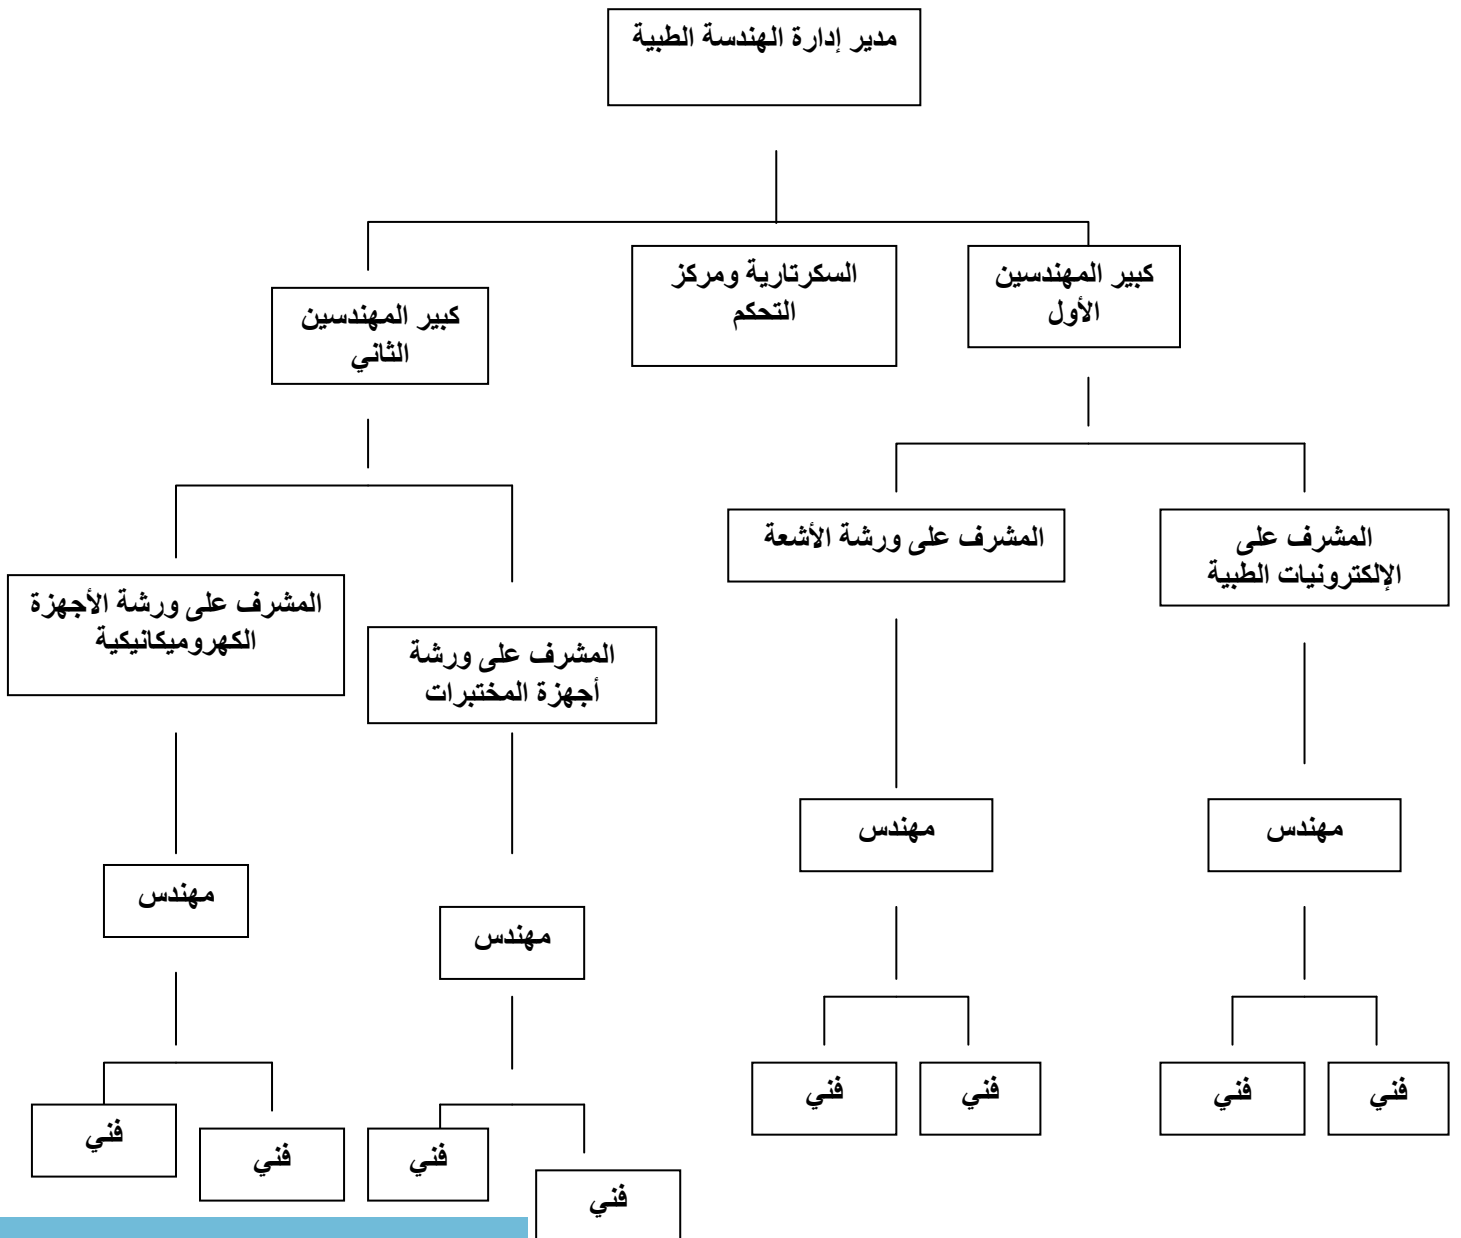 مدير إدارة الهندسة الطبية
كبير المهندسين
الأول
السكرتارية ومركز
التحكم
كبير المهندسين
الثاني
المشرف على
الإلكترونيات الطبية
المشرف على ورشة الأشعة
المشرف على ورشة
أجهزة المختبرات
المشرف على ورشة الأجهزة
الكهروميكانيكية
مهندس
مهندس
مهندس
مهندس
فني
فني
فني
فني
فني
فني
فني
فني